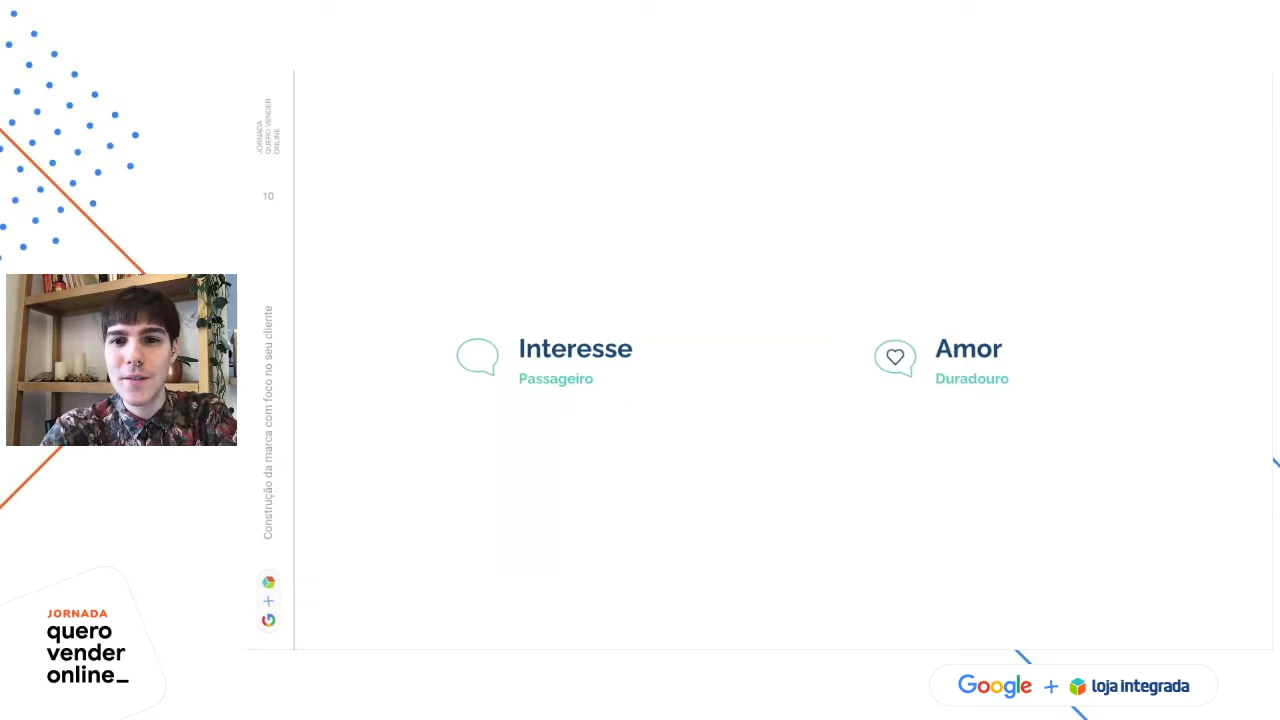 JORNADA
QUERO VENDER
ONLINE
10
Construção da marca com foco no seu cliente
Interesse
Passageiro
Amor
Duradouro
JORNADA
quero
vender
online_
Google + loja integrada